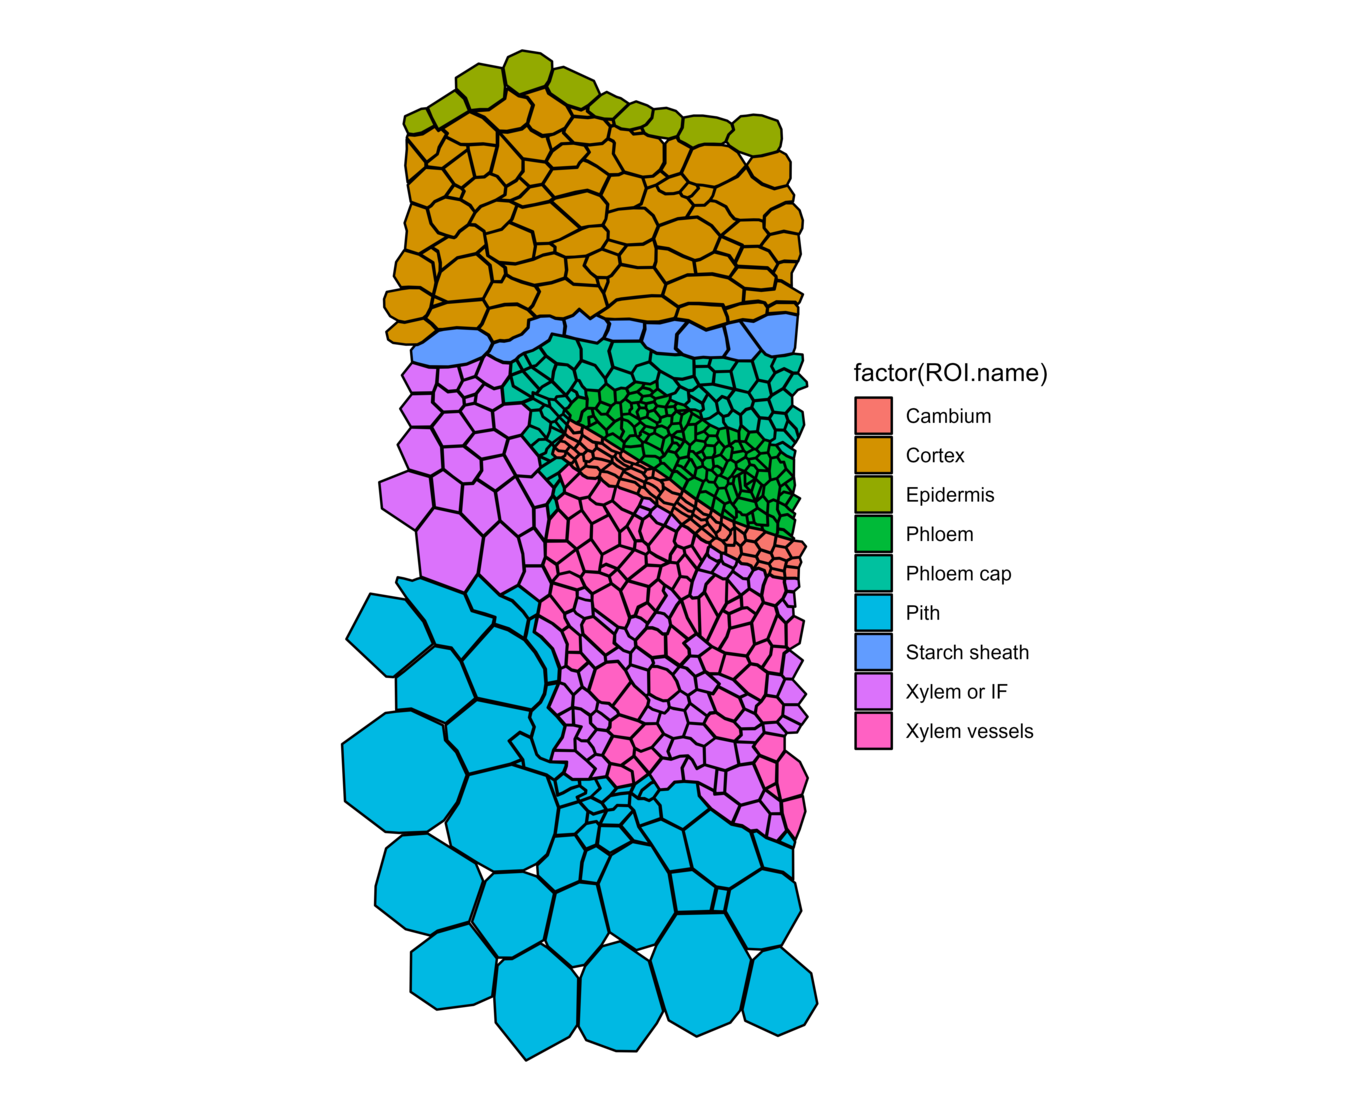 factor(ROI.name)
Cambium
Cortex
Epidermis
Phloem
Phloem cap
Pith
Starch sheath
Xylem or IF
Xylem vessels